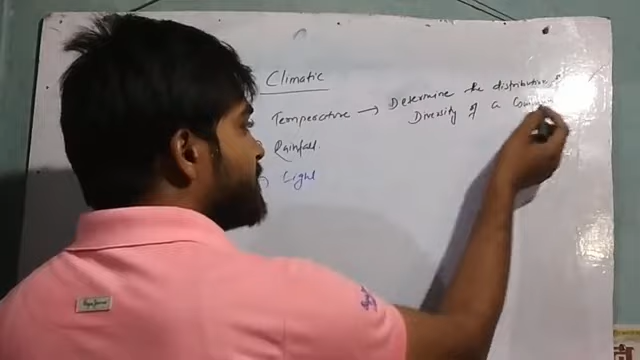 Climatic
Temperature → Determine the distribution
Diversity of a
Rainfall.
Light